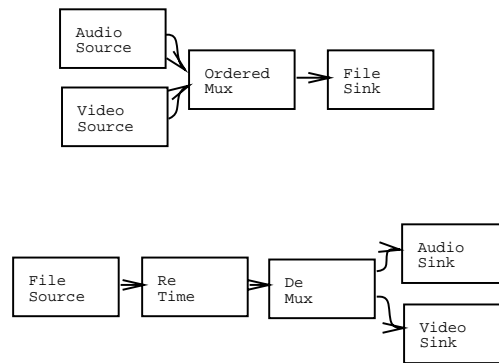 Audio
Source
Ordered
Mux
File
Sink
Video
Source
File
Source
Re
Time
De
Mux
Audio
Sink
Video
Sink